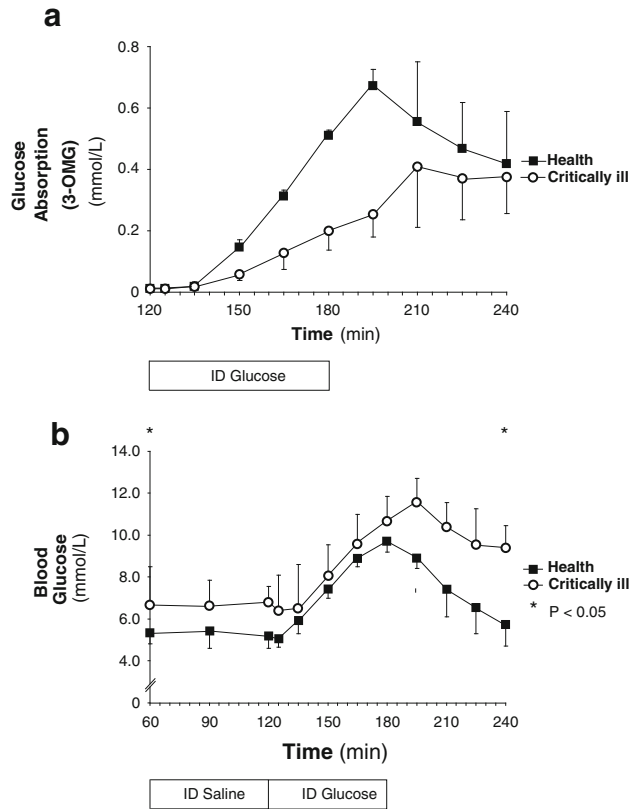 a
0.8
0.6
0.4
0.2
0
Glucose
Absorption
(3-OMG)
(mmol/L)
Health
Critically ill
120 150 180 210 240
Time (min)
ID Glucose
b
* *
14.0
12.0
10.0
8.0
6.0
4.0
0
Blood
Glucose
(mmol/L)
Health
Critically ill
* P < 0.05
60 90 120 150 180 210 240
Time (min)
ID Saline ID Glucose